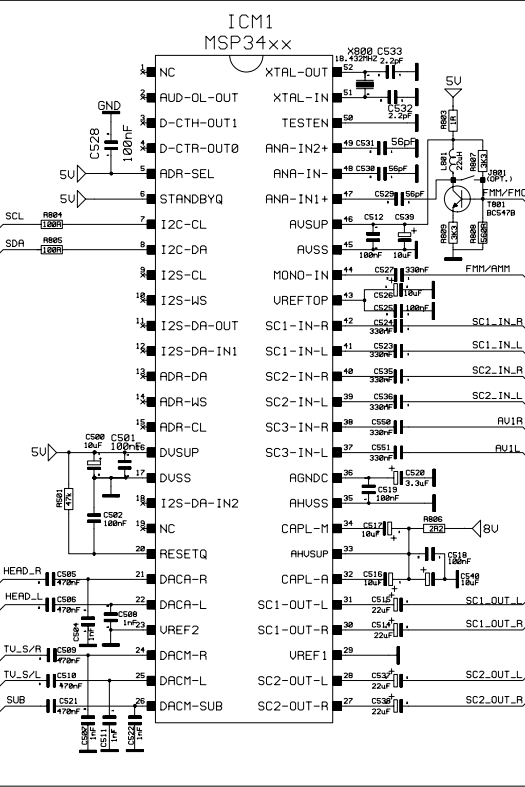 ICM1
MSP34xx
X800 C533
18.432MHZ 2.2pF
1 NC XTAL-OUT 52
5V
2 AUD-OL-OUT XTAL-IN 51
C532
2.2pF
GND
R803
1R
3 D-CTH-OUT1 TESTEN 50
C528
100nF
4 D-CTR-OUT0 ANA-IN2+ 49 C531 56pF
L801
22uH
R807
3K3
5V 5 ADR-SEL ANA-IN- 48 C530 56pF
J801
(OPT.)
5V 6 STANDBYQ ANA-IN1+ 47 C529 56pF
FMM/FMC
T801
BC547B
SCL R804
100R
7 I2C-CL AVSUP 46
C512 C539
R809
3K3
R808
560R
SDA R805
100R
8 I2C-DA AVSS 45
100nF 10uF
9 I2S-CL MONO-IN 44 C527 330nF FMM/AMM
10 I2S-WS VREFTOP 43 C526 10uF
C525 100nF
11 I2S-DA-OUT SC1-IN-R 42 C524
330nF SC1_IN_R
12 I2S-DA-IN1 SC1-IN-L 41 C523
330nF SC1_IN_L
13 ADR-DA SC2-IN-R 40 C535
330nF SC2_IN_R
14 ADR-WS SC2-IN-L 39 C536
330nF SC2_IN_L
15 ADR-CL SC3-IN-R 38 C550
330nF AV1R
5V C500
10uF
C501
100nF
16 DVSUP SC3-IN-L 37 C551
330nF AV1L
17 DVSS AGNDC 36 C520
3.3uF
R501
47k
18 I2S-DA-IN2 AHVSS 35 C519
100nF
C502
100nF
19 NC CAPL-M 34 C517
10uF
R806
2R2
8V
20 RESETQ AHVSUP 33 C518
100nF
HEAD_R C505
470nF
21 DACA-R CAPL-A 32 C516
10uF
C540
10uF
HEAD_L C506
470nF
22 DACA-L SC1-OUT-L 31 C515
22uF SC1_OUT_L
C504
1nF
C508
1nF
23 VREF2 SC1-OUT-R 30 C514
22uF SC1_OUT_R
TV_S/R C509
470nF
24 DACM-R VREF1 29
TV_S/L C510
470nF
25 DACM-L SC2-OUT-L 28 C537
22uF SC2_OUT_L
SUB C521
470nF
26 DACM-SUB SC2-OUT-R 27 C538
22uF SC2_OUT_R
C507
1nF
C511
1nF
C522
1nF